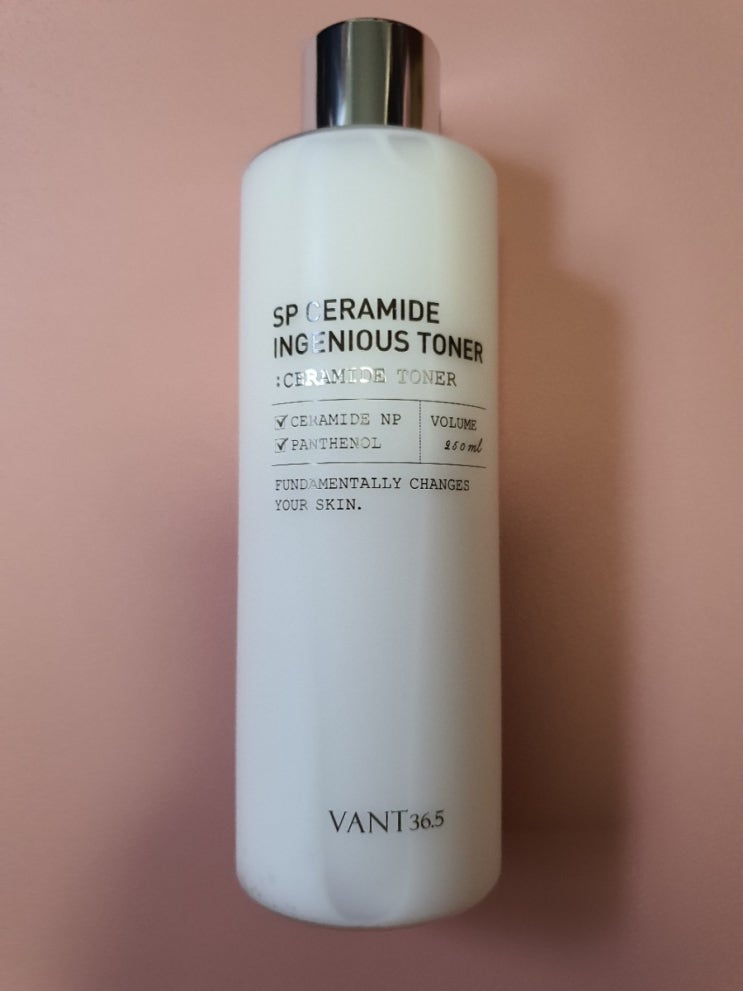 SP CERAMIDE
INGENIOUS TONER
:CERAMIDE TONER
CERAMIDE NP
PANTHENOL
VOLUME
250ml
FUNDAMENTALLY CHANGES
YOUR SKIN.
VANT36.5